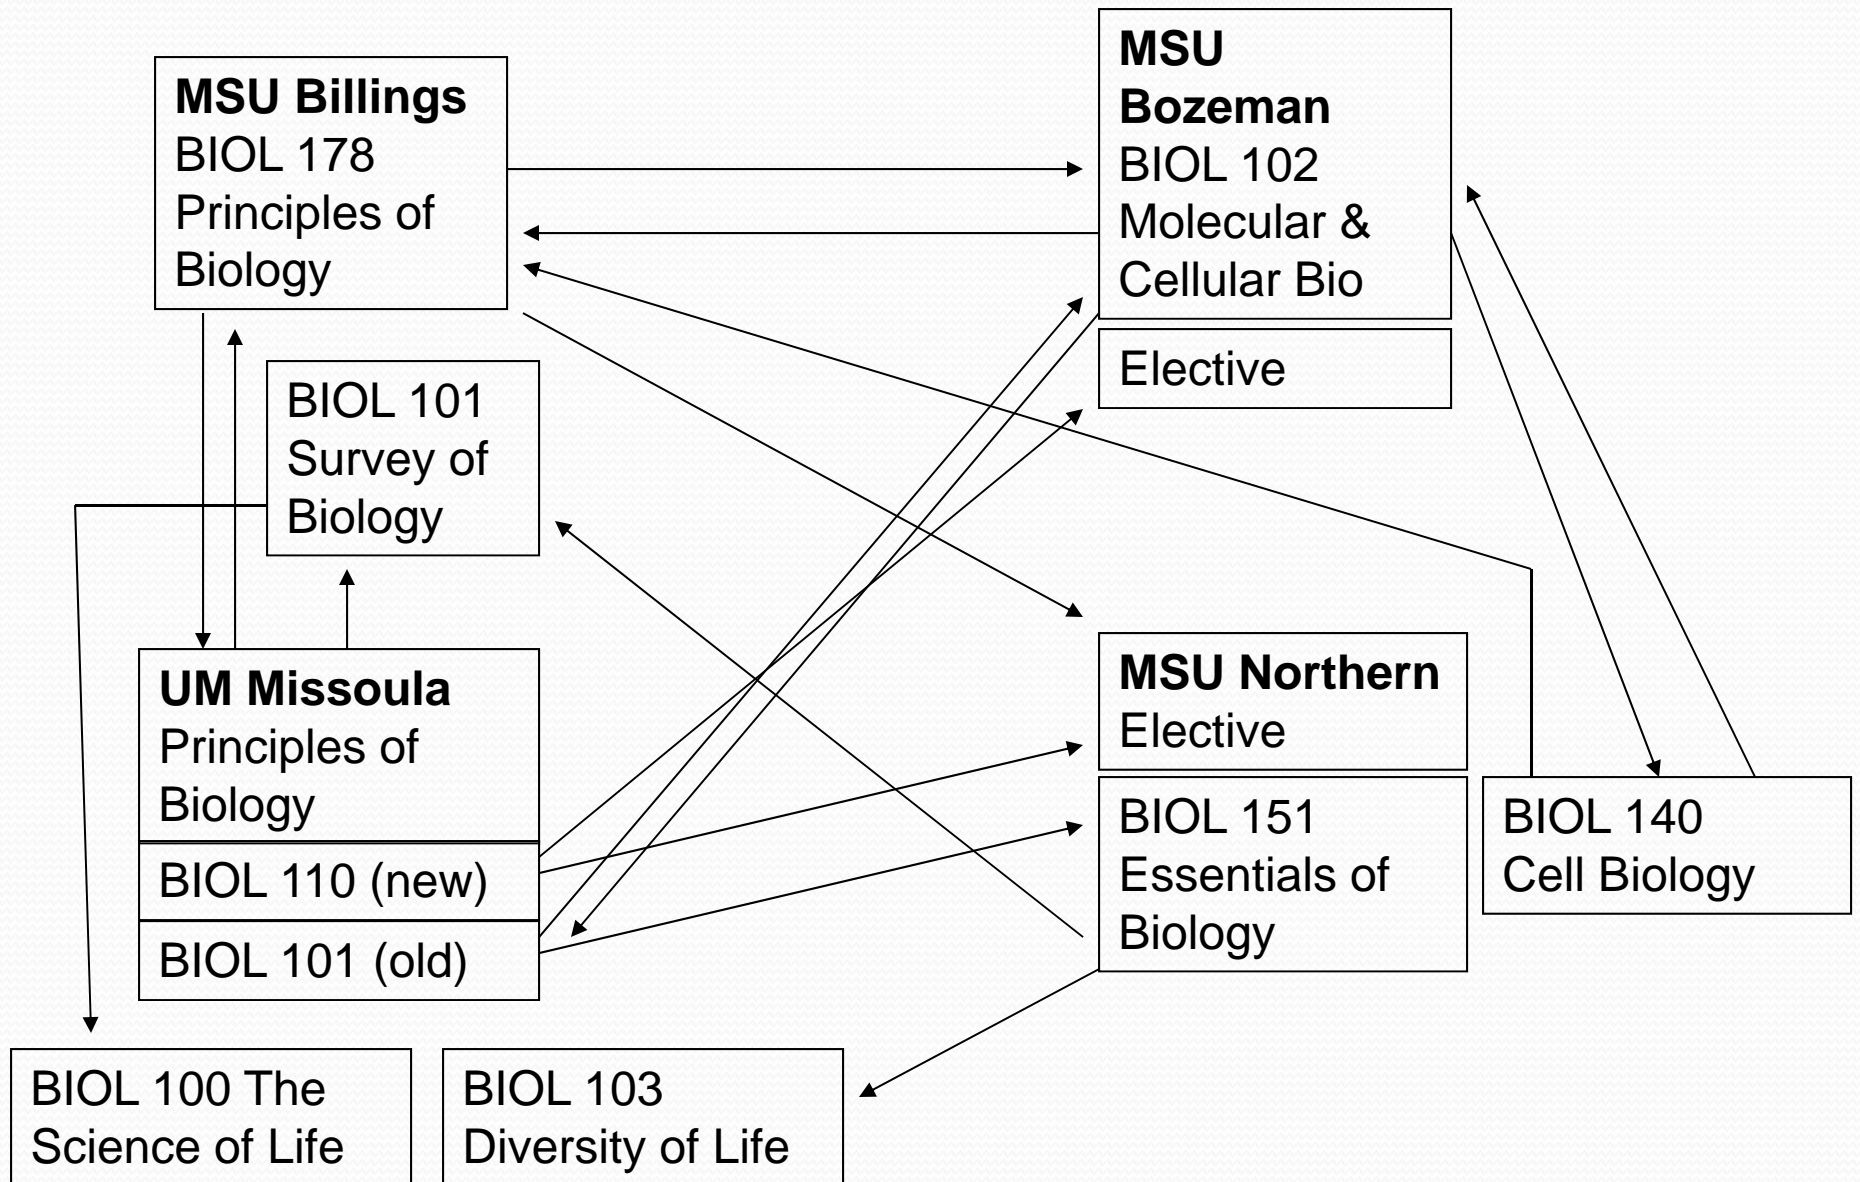 MSU Billings
BIOL 178
Principles of
Biology
MSU
Bozeman
BIOL 102
Molecular &
Cellular Bio
Elective
BIOL 101
Survey of
Biology
UM Missoula
Principles of
Biology
BIOL 110 (new)
BIOL 101 (old)
MSU Northern
Elective
BIOL 151
Essentials of
Biology
BIOL 140
Cell Biology
BIOL 100 The
Science of Life
BIOL 103
Diversity of Life